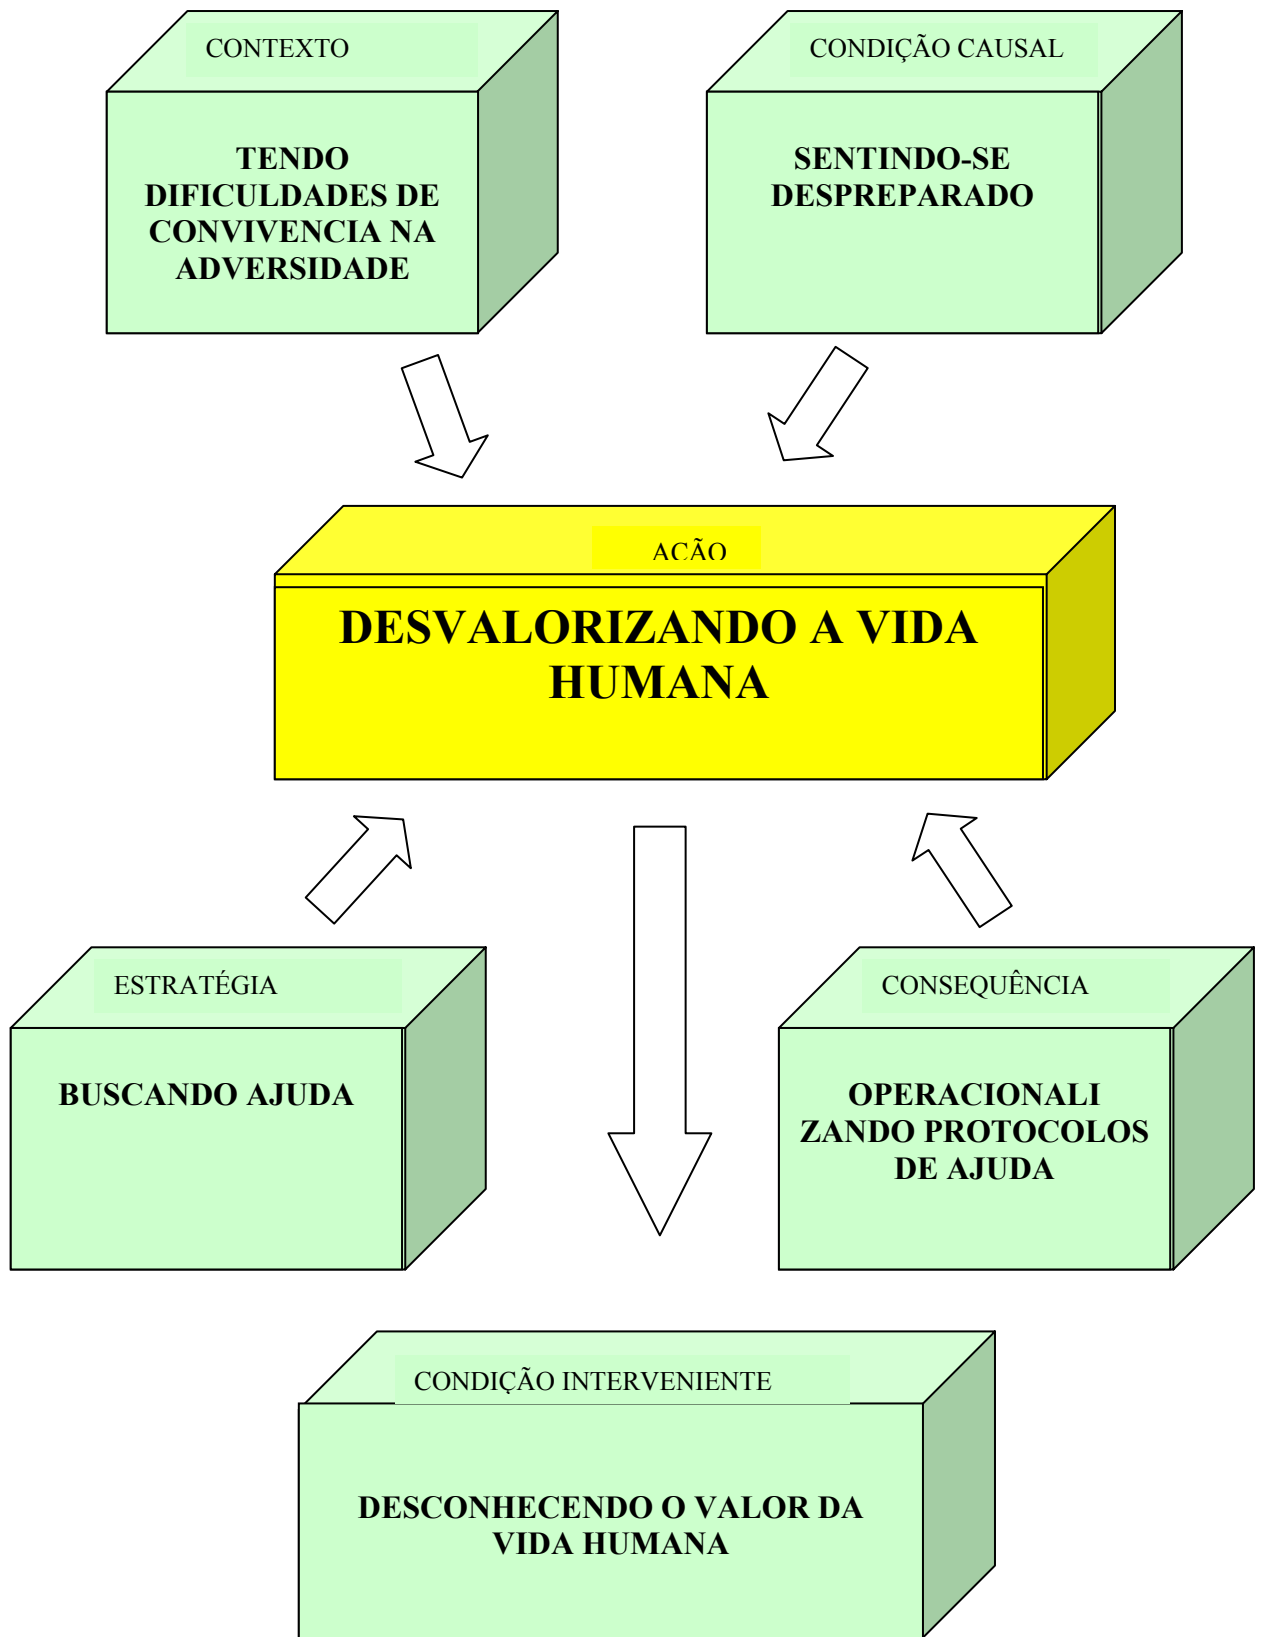 CONTEXTO
TENDO
DIFICULDADES DE
CONVIVENCIA NA
ADVERSIDADE
CONDIÇÃO CAUSAL
SENTINDO-SE
DESPREPARADO
AÇÃO
DESVALORIZANDO A VIDA
HUMANA
ESTRATÉGIA
BUSCANDO AJUDA
CONSEQUÊNCIA
OPERACIONALI
ZANDO PROTOCOLOS
DE AJUDA
CONDIÇÃO INTERVENIENTE
DESCONHECENDO O VALOR DA
VIDA HUMANA